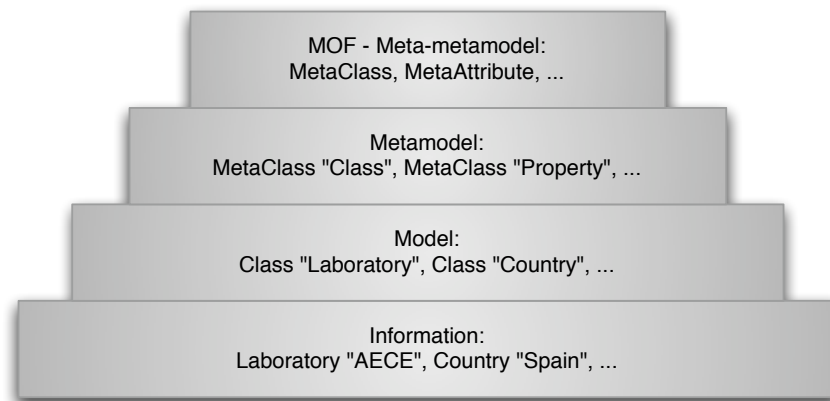 MOF - Meta-metamodel:
MetaClass, MetaAttribute, ...
Metamodel:
MetaClass "Class", MetaClass "Property", ...
Model:
Class "Laboratory", Class "Country", ...
Information:
Laboratory "AECE", Country "Spain", ...